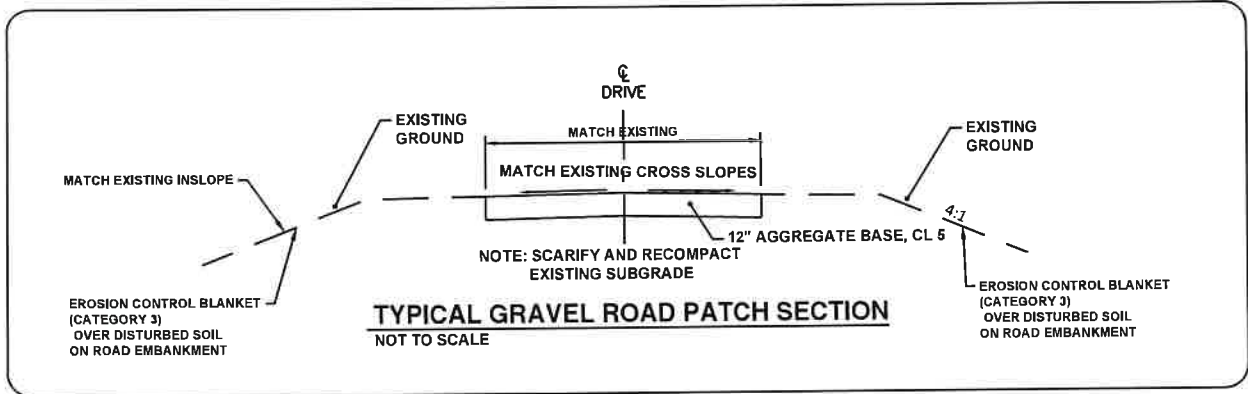 ℄
DRIVE
EXISTING
GROUND
MATCH EXISTING
EXISTING
GROUND
MATCH EXISTING INSLOPE
MATCH EXISTING CROSS SLOPES
4:1
12" AGGREGATE BASE, CL 5
NOTE: SCARIFY AND RECOMPACT
EXISTING SUBGRADE
EROSION CONTROL BLANKET
(CATEGORY 3)
OVER DISTURBED SOIL
ON ROAD EMBANKMENT
EROSION CONTROL BLANKET
(CATEGORY 3)
OVER DISTURBED SOIL
ON ROAD EMBANKMENT
TYPICAL GRAVEL ROAD PATCH SECTION
NOT TO SCALE